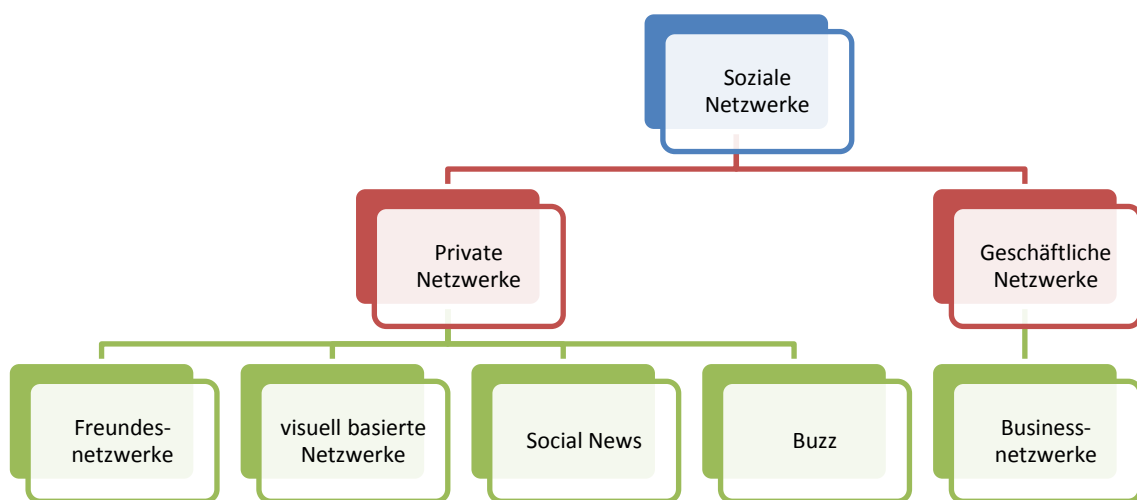 Soziale
Netzwerke
Private
Netzwerke
Geschäftliche
Netzwerke
Freundes-
netzwerke
visuell basierte
Netzwerke
Social News
Buzz
Business-
netzwerke